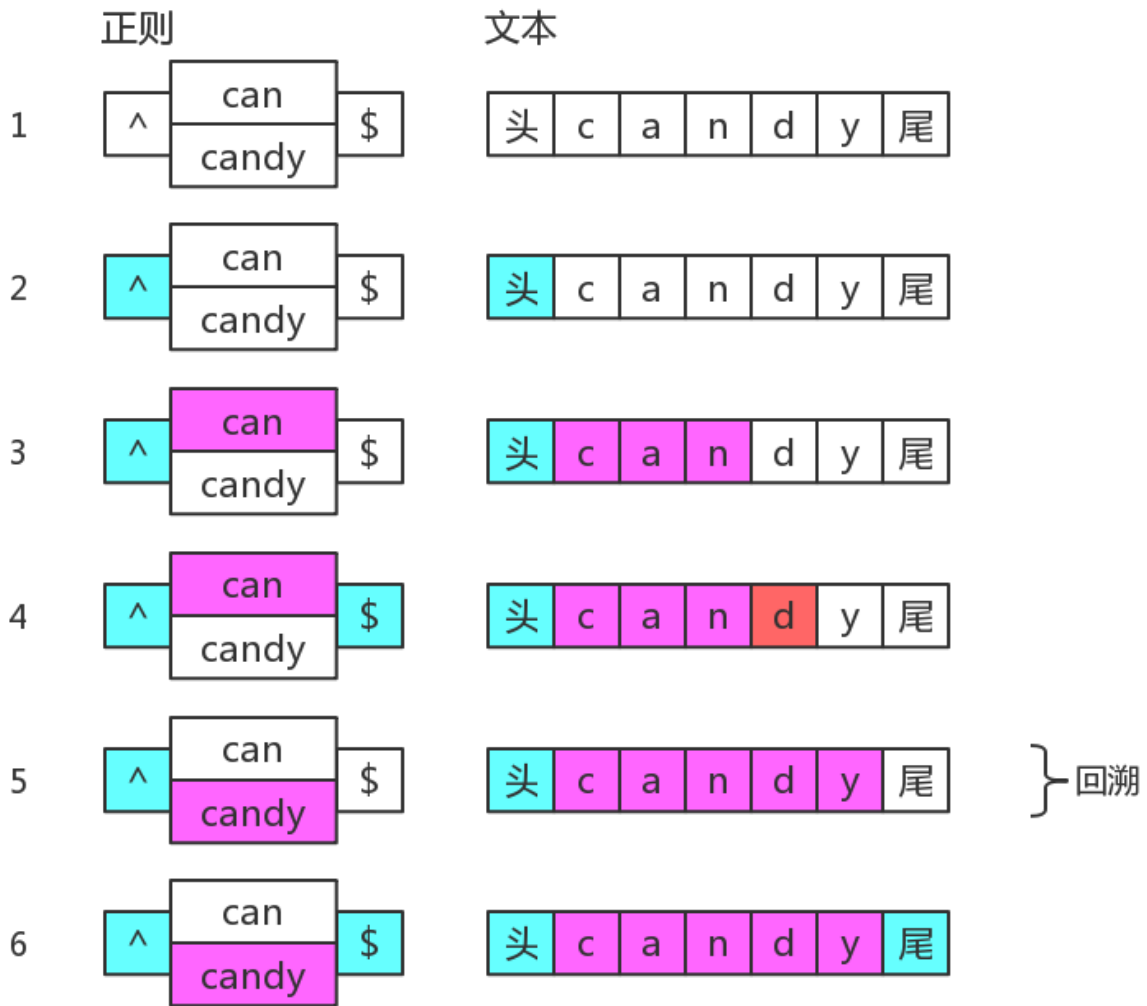 正则 文本
1 ^ can candy $ 头 c a n d y 尾
2 ^ can candy $ 头 c a n d y 尾
3 ^ can candy $ 头 c a n d y 尾
4 ^ can candy $ 头 c a n d y 尾
5 ^ can candy $ 头 c a n d y 尾 回溯
6 ^ can candy $ 头 c a n d y 尾